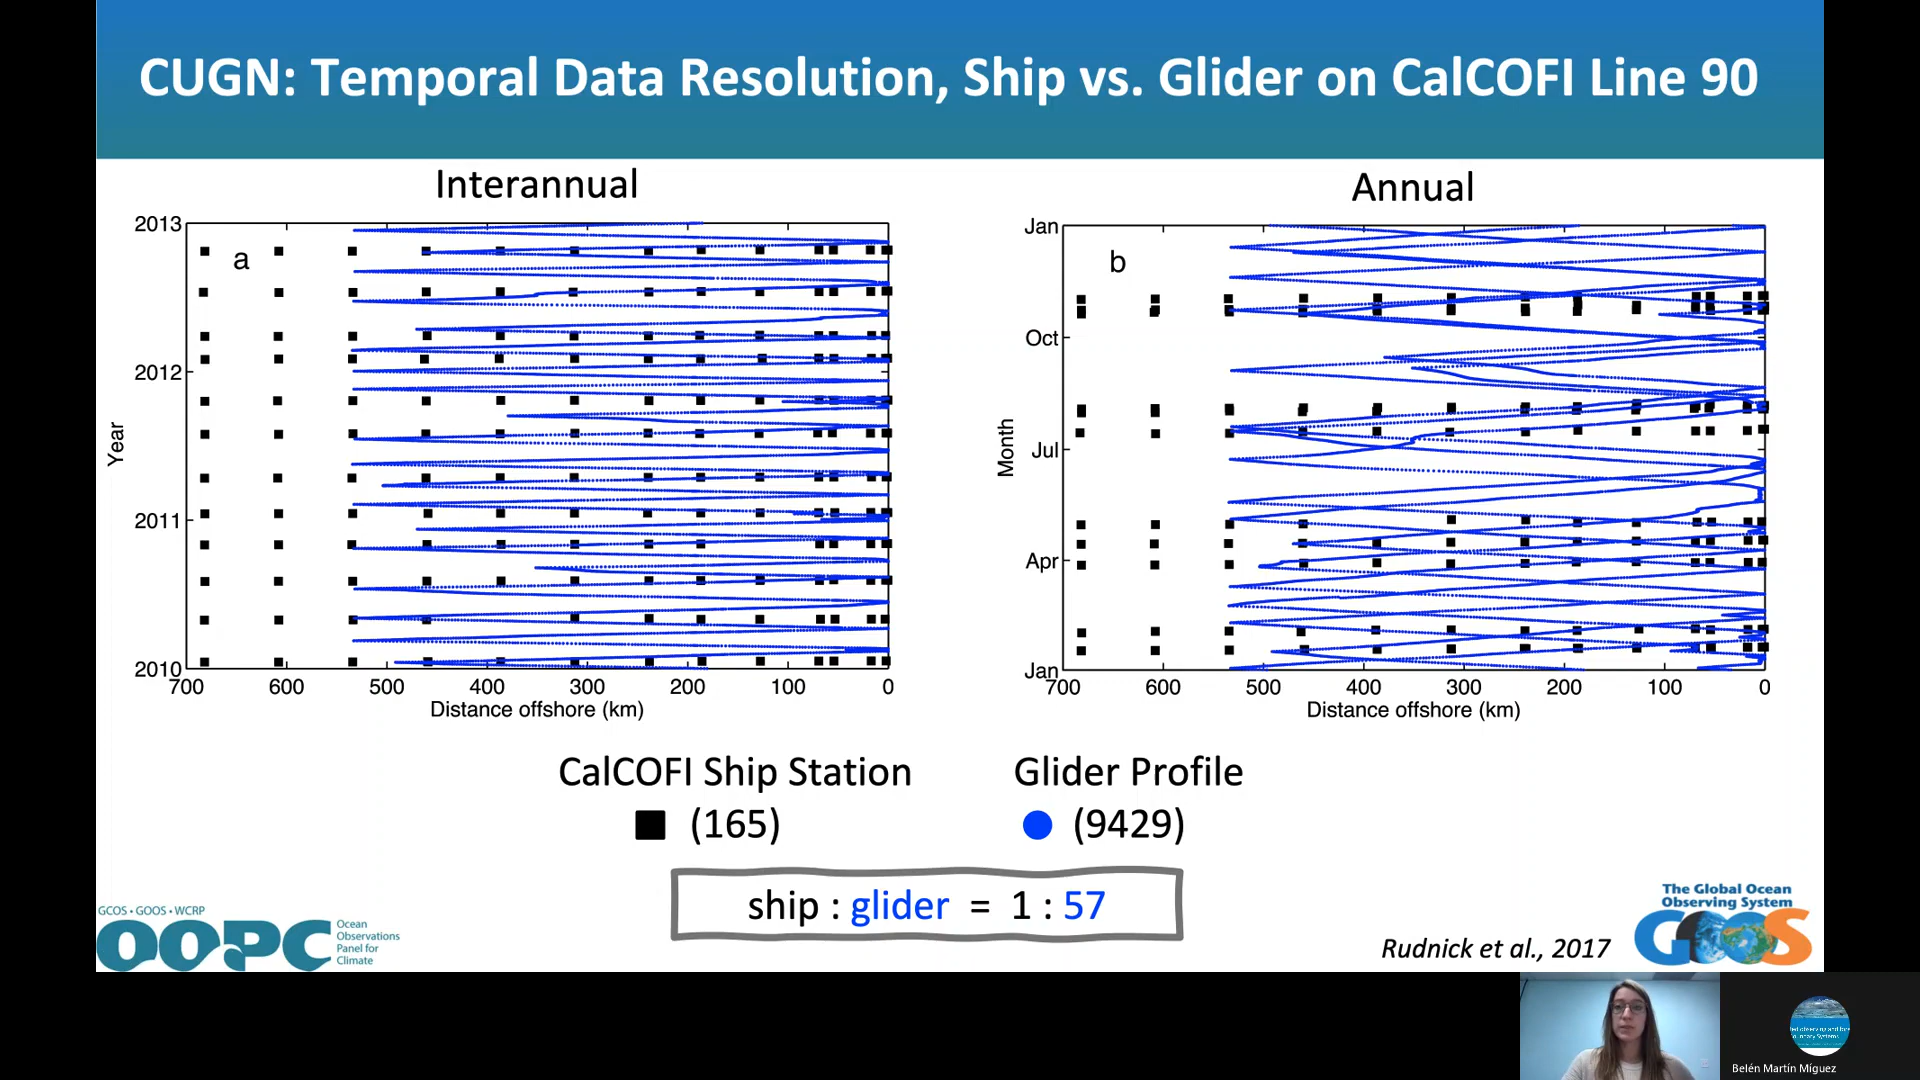 CUGN: Temporal Data Resolution, Ship vs. Glider on CalCOFI Line 90
Interannual
2013
2012
2011
2010
Year
a
700 600 500 400 300 200 100 0
Distance offshore (km)
Annual
Jan
Oct
Jul
Apr
Jan
Month
b
700 600 500 400 300 200 100 0
Distance offshore (km)
CalCOFI Ship Station
(165)
Glider Profile
(9429)
ship : glider = 1 : 57
GCOS • GOOS • WCRP
OOPC
Ocean
Observations
Panel for
Climate
Rudnick et al., 2017
The Global Ocean
Observing System
GOOS
Belén Martín Míguez